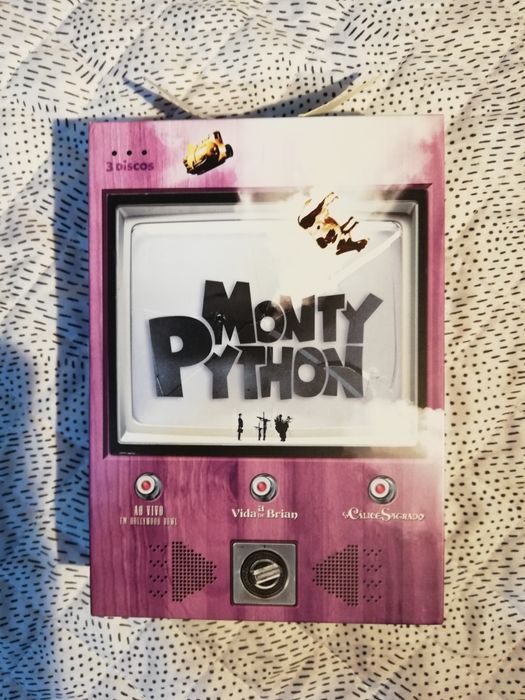 3 DISCOS
MONTY
PYTHON
AO VIVO
EM HOLLYWOOD BOWL
a
Vida de Brian
o CáliCe Sagrado